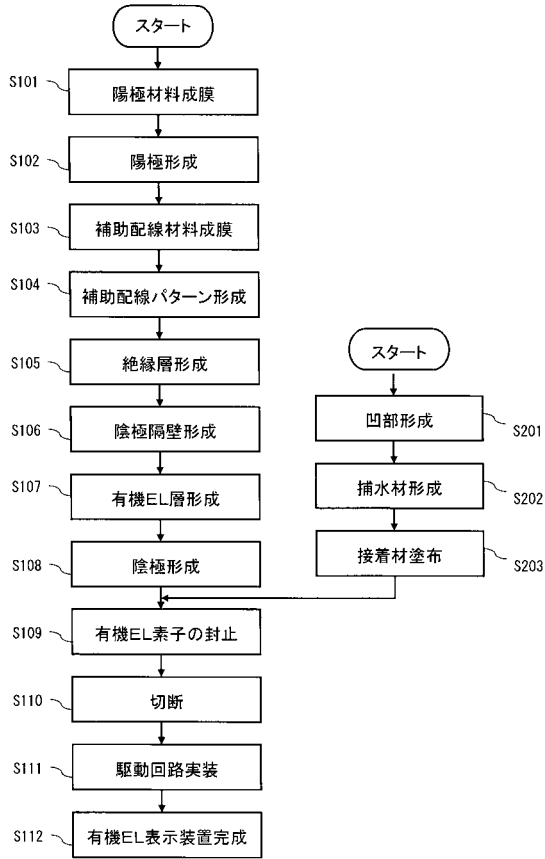 スタート
S101
陽極材料成膜
S102
陽極形成
S103
補助配線材料成膜
S104
補助配線パターン形成
S105
絶縁層形成
S106
陰極隔壁形成
S107
有機EL層形成
S108
陰極形成
スタート
凹部形成
S201
捕水材形成
S202
接着材塗布
S203
S109
有機EL素子の封止
S110
切断
S111
駆動回路実装
S112
有機EL表示装置完成